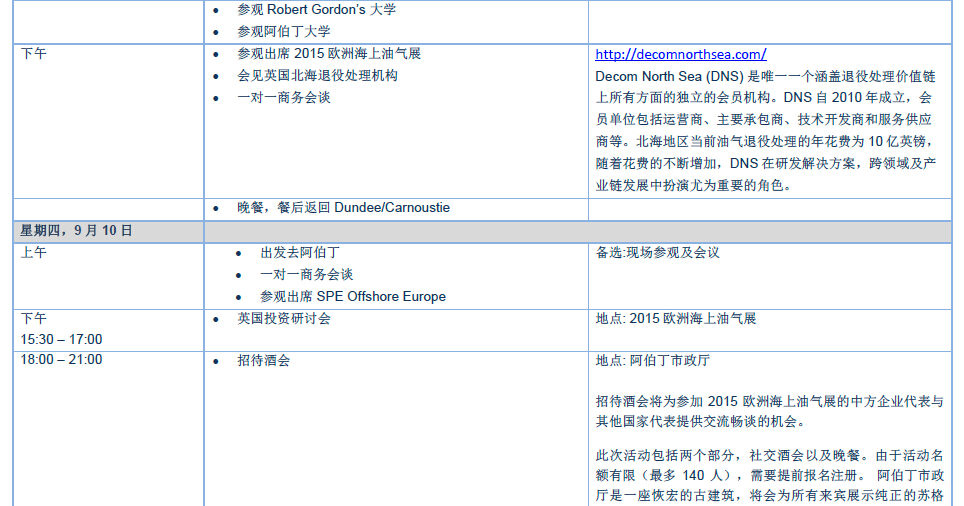 • 参观 Robert Gordon’s 大学
• 参观阿伯丁大学
下午
• 参观出席 2015 欧洲海上油气展
• 会见英国北海退役处理机构
• 一对一商务会谈
http://decomnorthsea.com/
Decom North Sea (DNS) 是唯一一个涵盖退役处理价值链
上所有方面的独立的会员机构。DNS 自 2010 年成立，会
员单位包括运营商、主要承包商、技术开发商和服务供应
商等。北海地区当前油气退役处理的年花费为 10 亿英镑，
随着花费的不断增加，DNS 在研发解决方案，跨领域及产
业链发展中扮演尤为重要的角色。
• 晚餐，餐后返回 Dundee/Carnoustie
星期四，9 月 10 日
上午
• 出发去阿伯丁
• 一对一商务会谈
• 参观出席 SPE Offshore Europe
备选:现场参观及会议
下午
15:30 – 17:00
• 英国投资研讨会
地点: 2015 欧洲海上油气展
18:00 – 21:00
• 招待酒会
地点: 阿伯丁市政厅
招待酒会将为参加 2015 欧洲海上油气展的中方企业代表与
其他国家代表提供交流畅谈的机会。
此次活动包括两个部分，社交酒会以及晚餐。由于活动名
额有限（最多 140 人），需要提前报名注册。 阿伯丁市政
厅是一座恢宏的古建筑，将会为所有来宾展示纯正的苏格